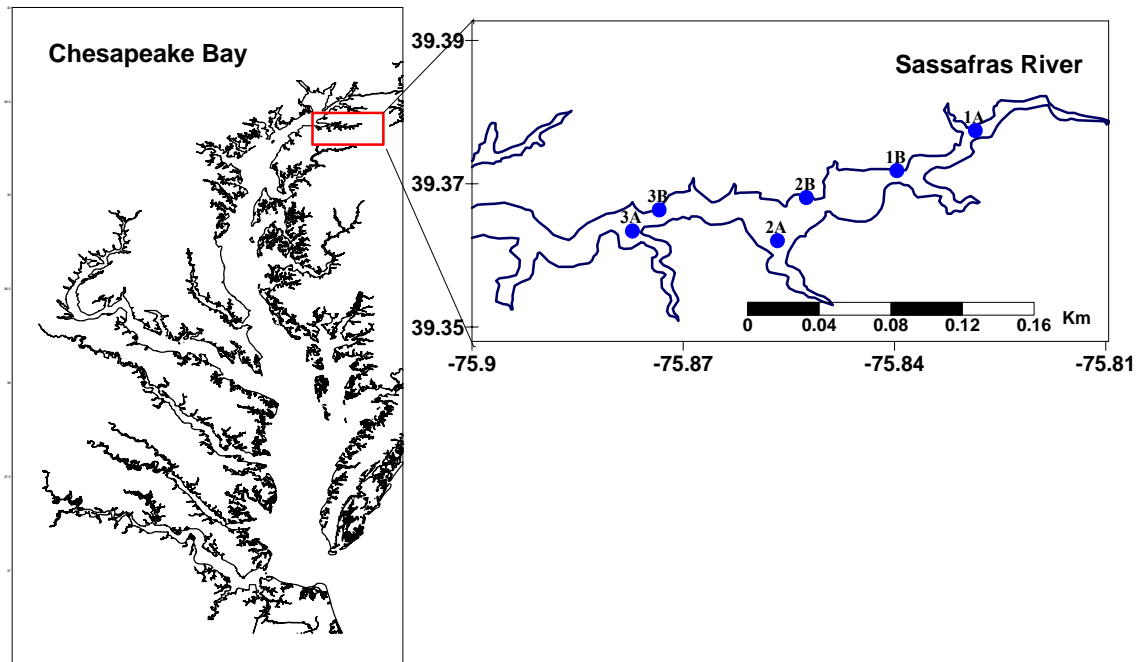 Chesapeake Bay
Sassafras River
39.39
39.37
39.35
1A
1B
2B
3B
3A
2A
0 0.04 0.08 0.12 0.16 Km
-75.9 -75.87 -75.84 -75.81